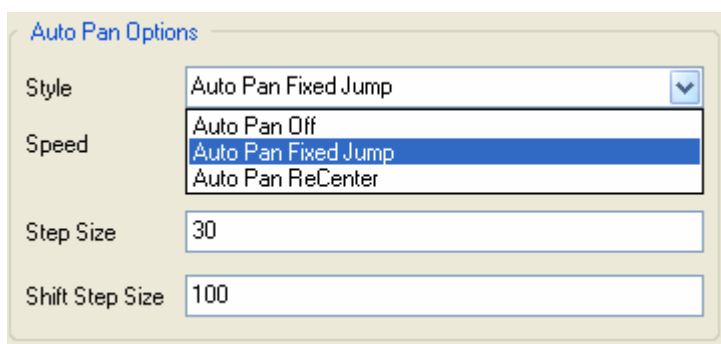 Auto Pan Options
Style Auto Pan Fixed Jump
Auto Pan Off
Speed Auto Pan Fixed Jump
Auto Pan ReCenter
Step Size 30
Shift Step Size 100